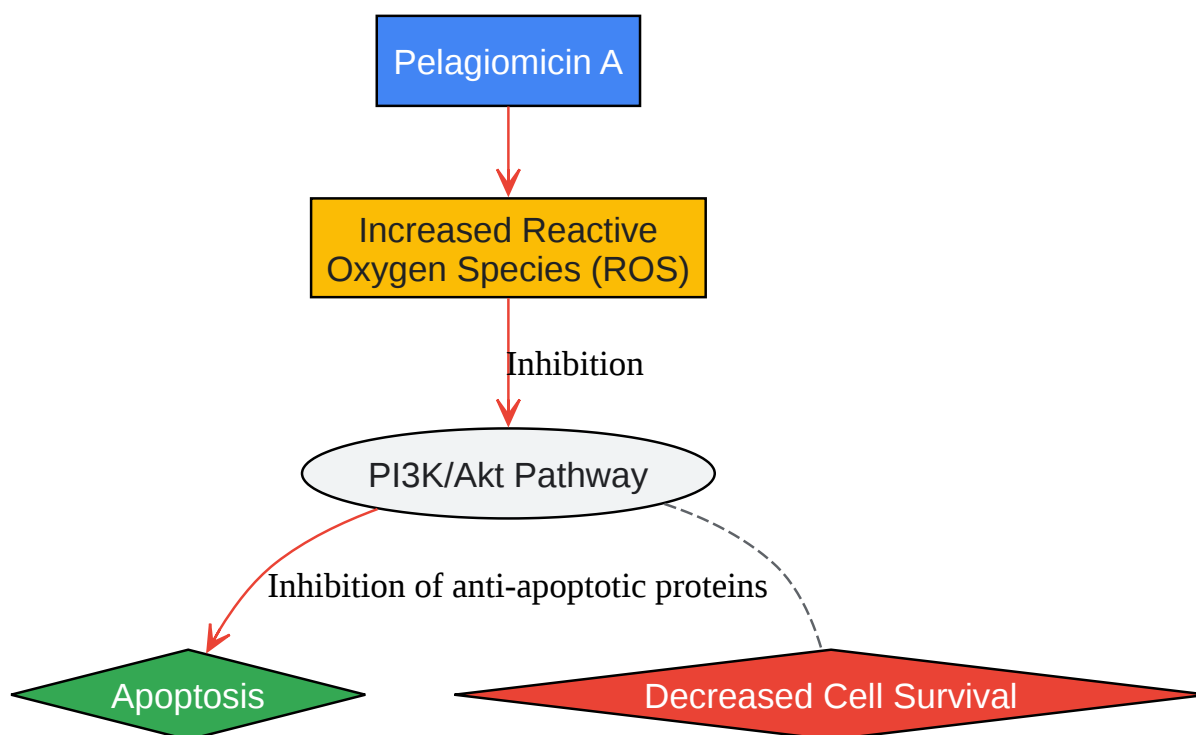 Pelagiomicin A
Increased Reactive
Oxygen Species (ROS)
Inhibition
PI3K/Akt Pathway
Inhibition of anti-apoptotic proteins
Apoptosis
Decreased Cell Survival